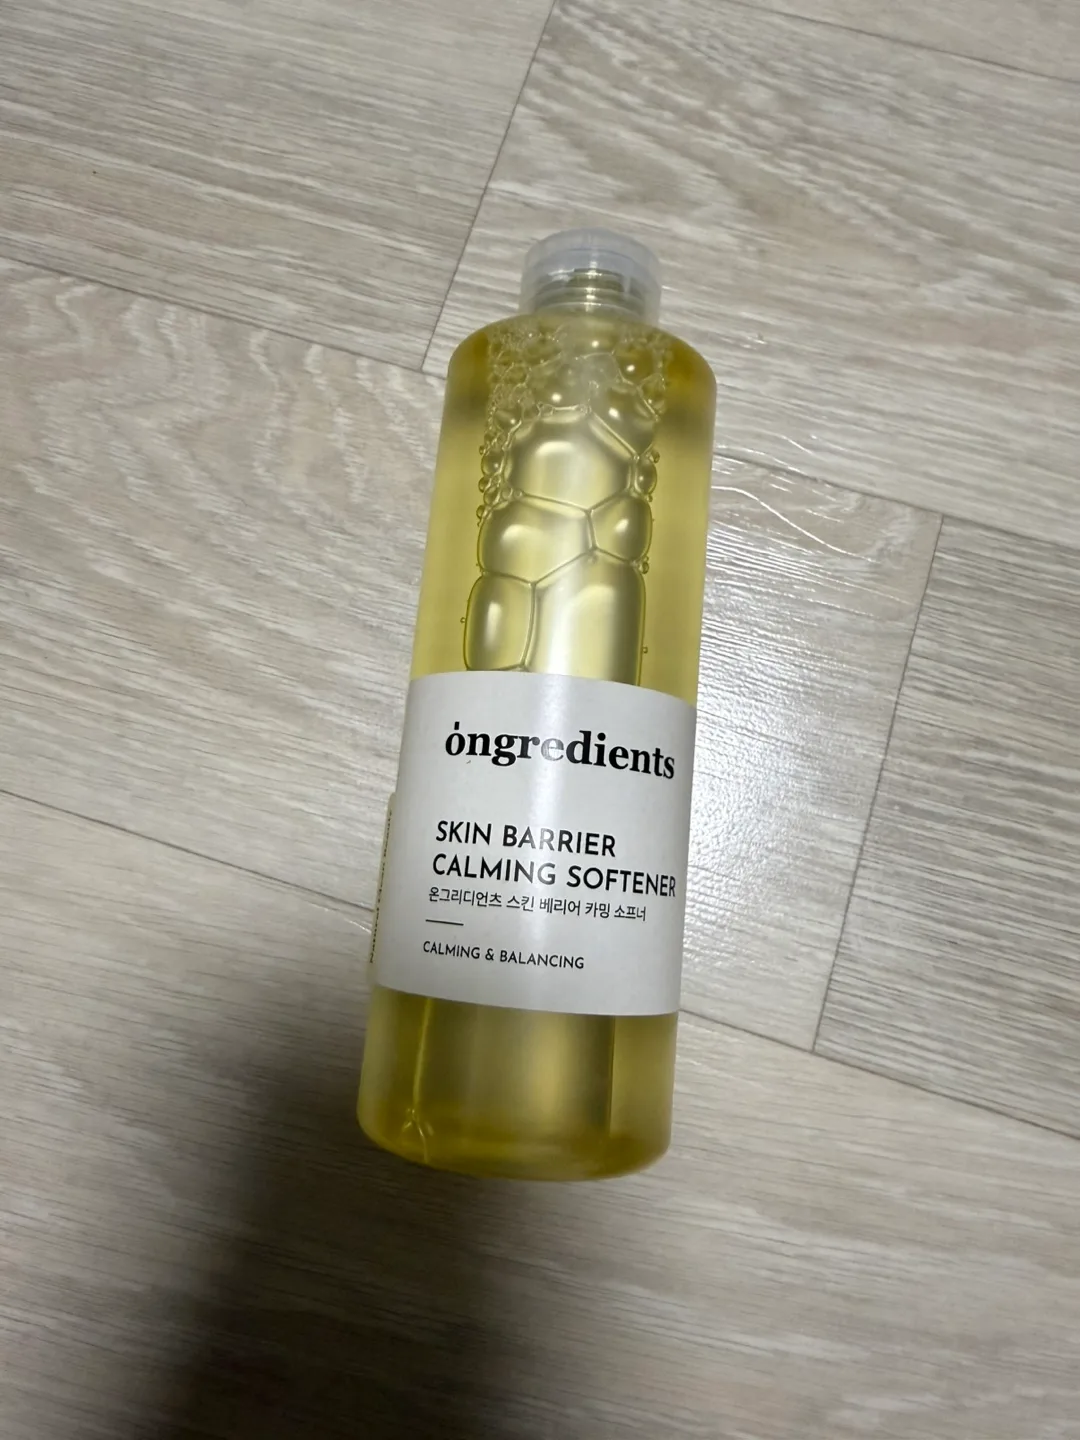 ongredients
SKIN BARRIER
CALMING SOFTENER
온그리디언츠 스킨 베리어 카밍 소프너
CALMING & BALANCING